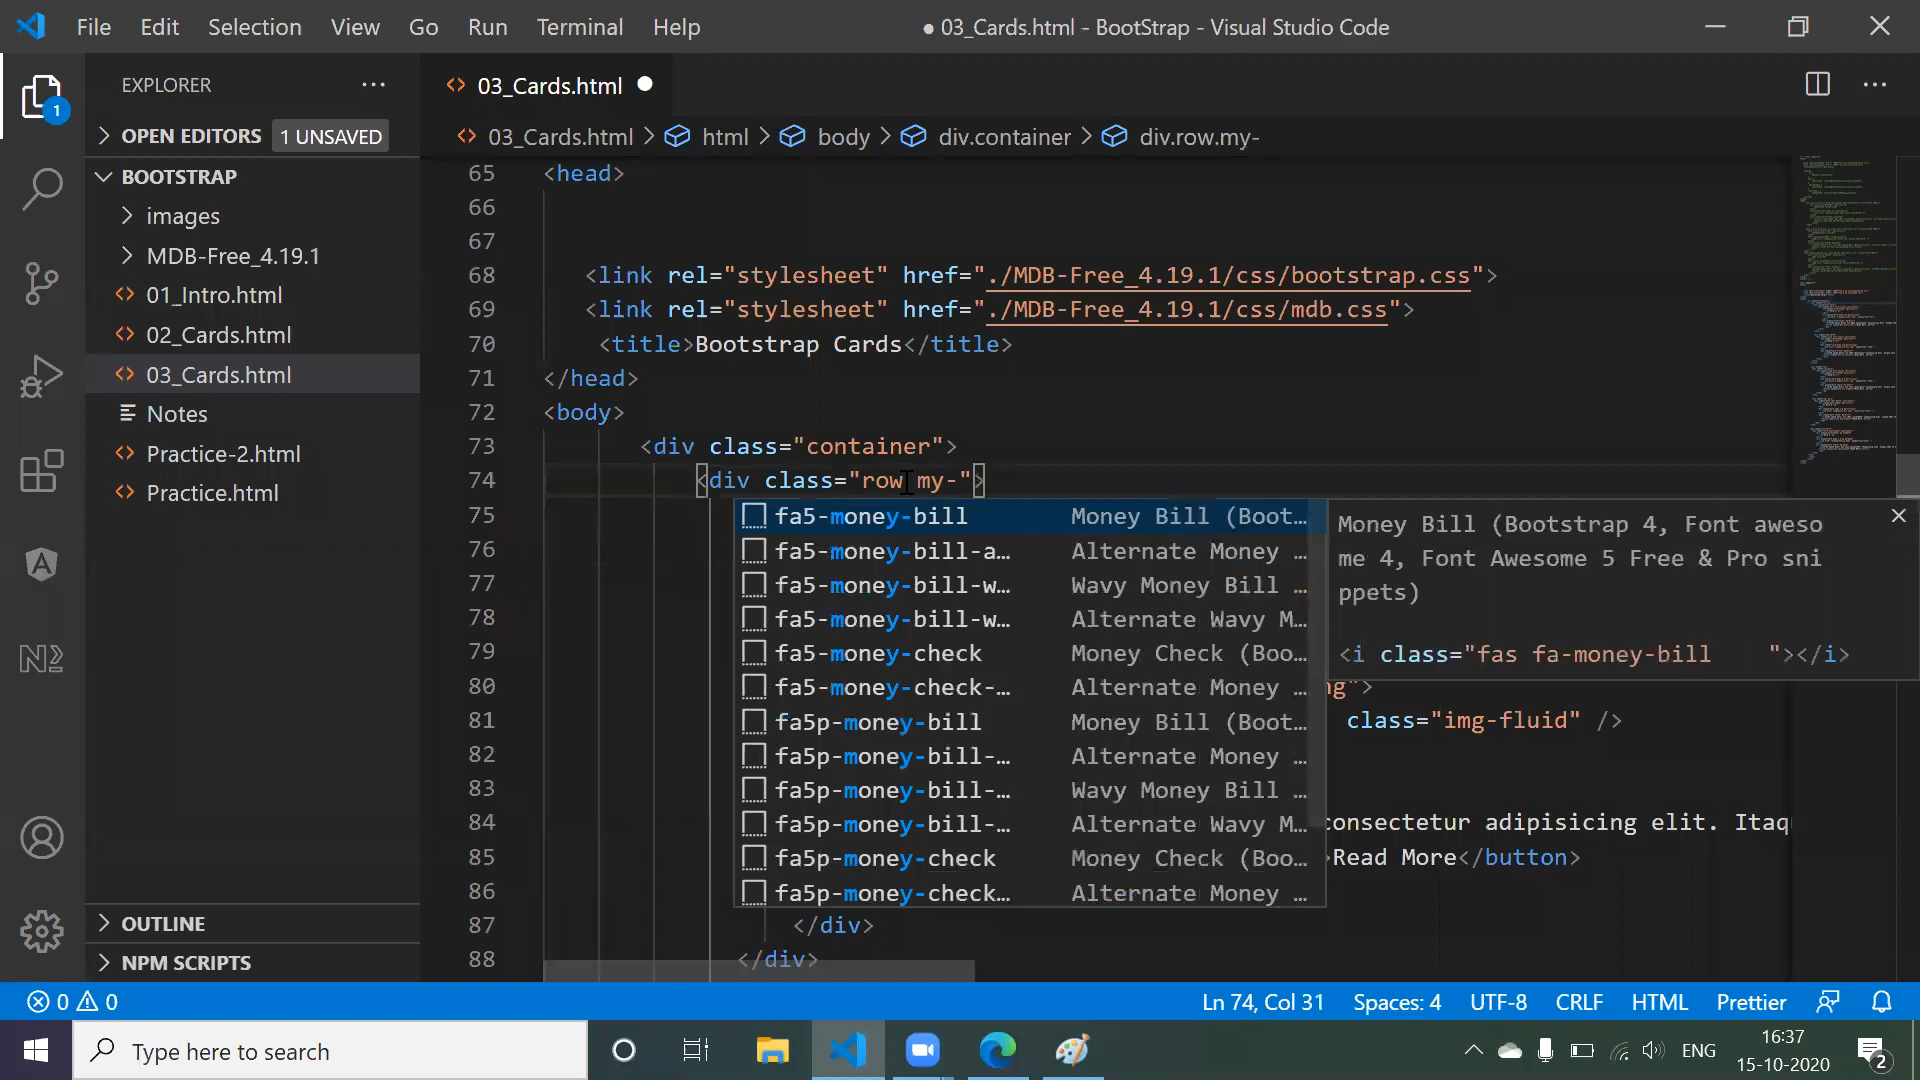 File Edit Selection View Go Run Terminal Help
● 03_Cards.html - BootStrap - Visual Studio Code
EXPLORER
OPEN EDITORS 1 UNSAVED
BOOTSTRAP
images
MDB-Free_4.19.1
01_Intro.html
02_Cards.html
03_Cards.html
Notes
Practice-2.html
Practice.html
OUTLINE
NPM SCRIPTS
1
03_Cards.html
03_Cards.html > html > body > div.container > div.row.my-
65 <head>
66
67
68 <link rel="stylesheet" href="./MDB-Free_4.19.1/css/bootstrap.css">
69 <link rel="stylesheet" href="./MDB-Free_4.19.1/css/mdb.css">
70 <title>Bootstrap Cards</title>
71 </head>
72 <body>
73 <div class="container">
74 <div class="row my-">
75 fa5-money-bill Money Bill (Boot…
76 fa5-money-bill-a… Alternate Money …
77 fa5-money-bill-w… Wavy Money Bill …
78 fa5-money-bill-w… Alternate Wavy M…
79 fa5-money-check Money Check (Boo…
80 fa5-money-check-… Alternate Money … ng">
81 fa5p-money-bill Money Bill (Boot… class="img-fluid" />
82 fa5p-money-bill-… Alternate Money …
83 fa5p-money-bill-… Wavy Money Bill …
84 fa5p-money-bill-… Alternate Wavy M… consectetur adipisicing elit. Itaq
85 fa5p-money-check Money Check (Boo… >Read More</button>
86 fa5p-money-check… Alternate Money …
87 </div>
88 </div>
Money Bill (Bootstrap 4, Font aweso
me 4, Font Awesome 5 Free & Pro sni
ppets)
<i class="fas fa-money-bill "></i>
0 0
Ln 74, Col 31 Spaces: 4 UTF-8 CRLF HTML Prettier
Type here to search
ENG
16:37
15-10-2020
2